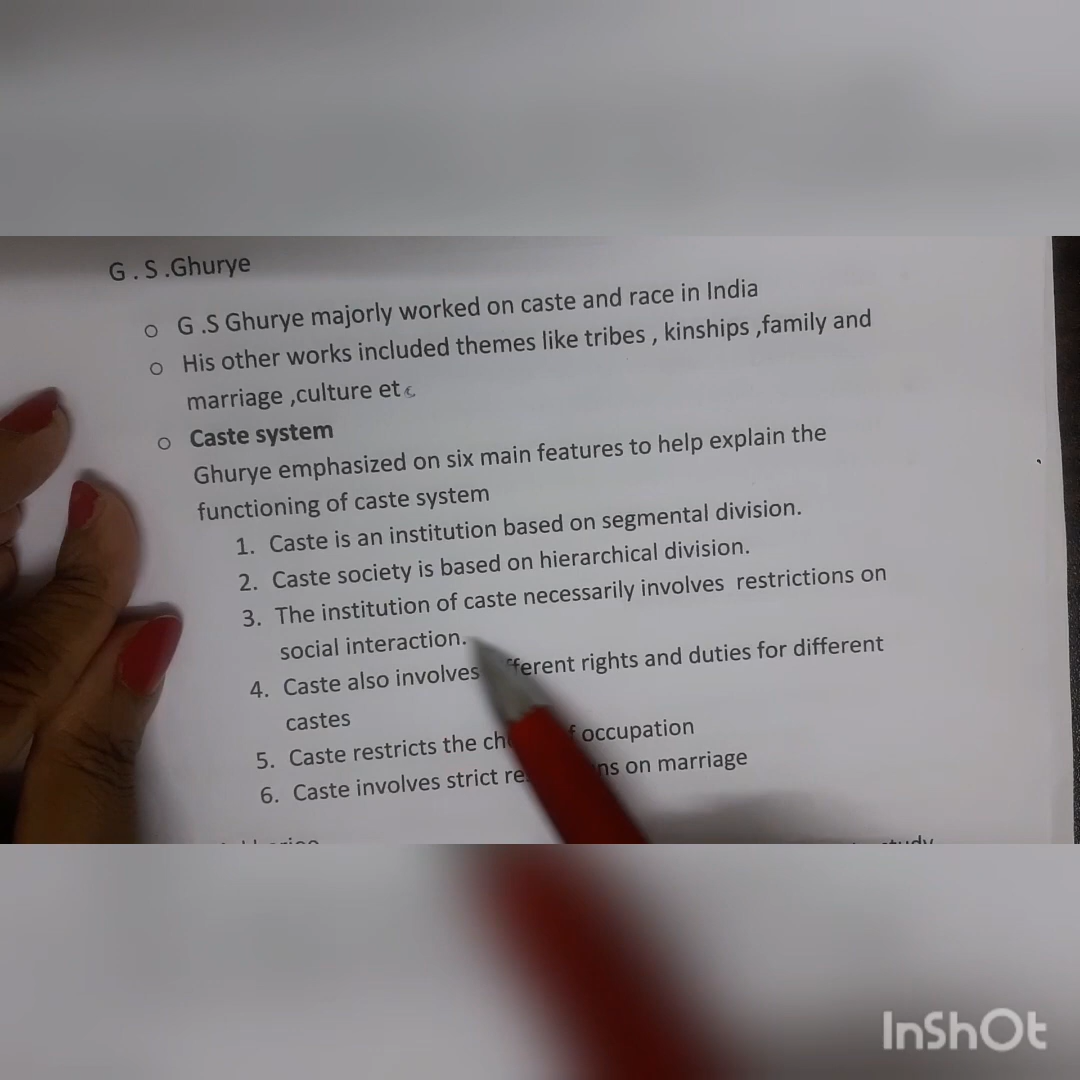 G . S .Ghurye
G .S Ghurye majorly worked on caste and race in India
His other works included themes like tribes , kinships ,family and
marriage ,culture etc
Caste system
Ghurye emphasized on six main features to help explain the
functioning of caste system
1. Caste is an institution based on segmental division.
2. Caste society is based on hierarchical division.
3. The institution of caste necessarily involves restrictions on
social interaction.
4. Caste also involves rights and duties for different
castes
5. Caste restricts the occupation
6. Caste involves strict on marriage
study
InShOt